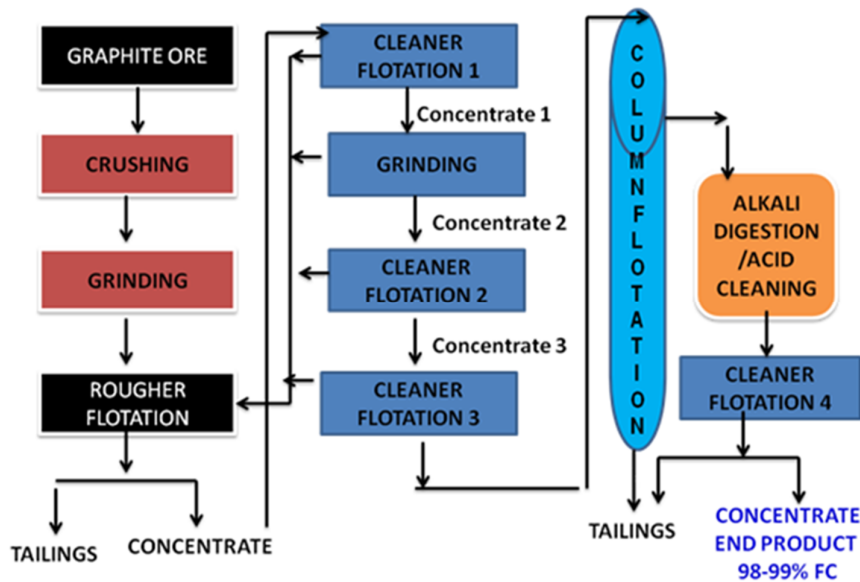 GRAPHITE ORE
CRUSHING
GRINDING
ROUGHER
FLOTATION
TAILINGS
CONCENTRATE
CLEANER
FLOTATION 1
Concentrate 1
GRINDING
Concentrate 2
CLEANER
FLOTATION 2
Concentrate 3
CLEANER
FLOTATION 3
COLUMNFLOTATION
TAILINGS
ALKALI
DIGESTION
/ACID
CLEANING
CLEANER
FLOTATION 4
CONCENTRATE
END PRODUCT
98-99% FC